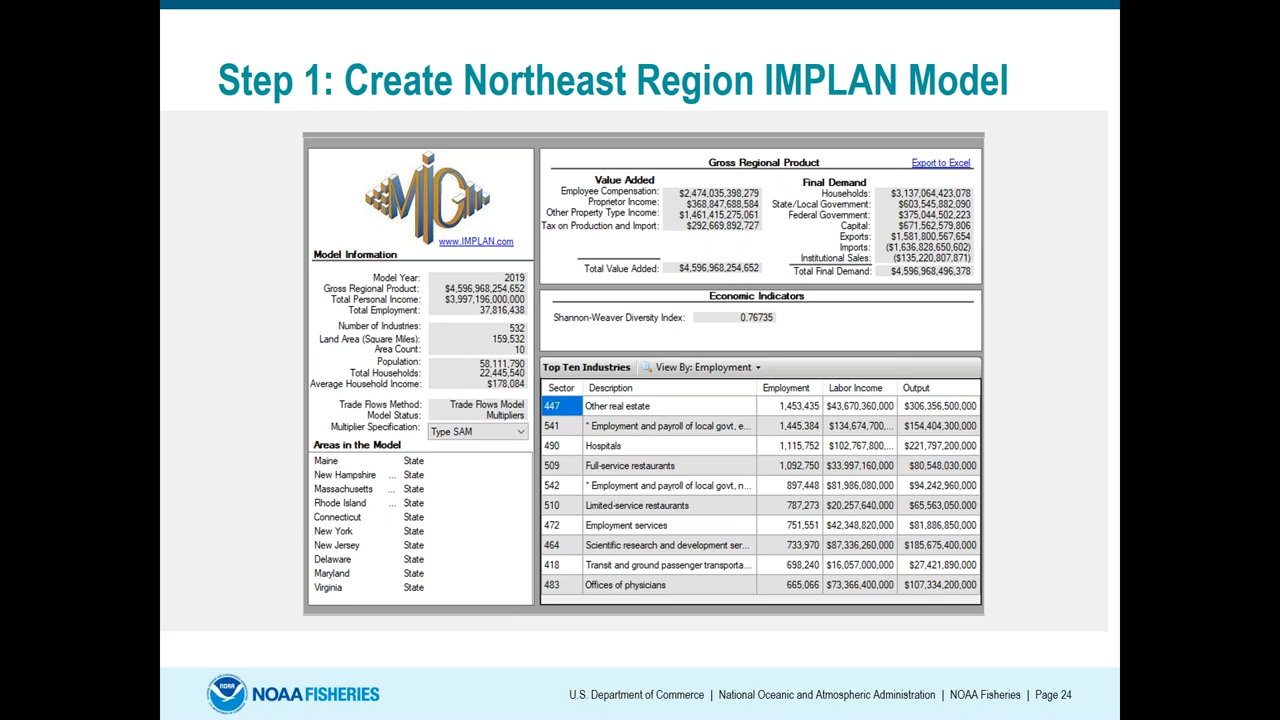 Step 1: Create Northeast Region IMPLAN Model
MIG
www.IMPLAN.com
Model Information
Model Year: 2019
Gross Regional Product: $4,596,968,254,652
Total Personal Income: $3,997,196,000,000
Total Employment: 37,816,438
Number of Industries: 532
Land Area (Square Miles): 159,532
Area Count: 10
Population: 58,111,790
Total Households: 22,445,540
Average Household Income: $178,084
Trade Flows Method: Trade Flows Model
Model Status: Multipliers
Multiplier Specification: Type SAM
Areas in the Model
Maine State
New Hampshire ... State
Massachusetts ... State
Rhode Island ... State
Connecticut State
New York State
New Jersey State
Delaware State
Maryland State
Virginia State
Gross Regional Product Export to Excel
Value Added
Employee Compensation: $2,474,035,398,279
Proprietor Income: $368,847,688,584
Other Property Type Income: $1,461,415,275,061
Tax on Production and Import: $292,669,892,727
Total Value Added: $4,596,968,254,652
Final Demand
Households: $3,137,064,423,078
State/Local Government: $603,545,882,090
Federal Government: $375,044,502,223
Capital: $671,562,579,806
Exports: $1,581,800,567,654
Imports: ($1,636,828,650,602)
Institutional Sales: ($135,220,807,871)
Total Final Demand: $4,596,968,496,378
Economic Indicators
Shannon-Weaver Diversity Index: 0.76735
Top Ten Industries View By: Employment
Sector Description Employment Labor Income Output
447 Other real estate 1,453,435 $43,670,360,000 $306,356,500,000
541 * Employment and payroll of local govt, e... 1,445,384 $134,674,700,... $154,404,300,000
490 Hospitals 1,115,752 $102,767,800,... $221,797,200,000
509 Full-service restaurants 1,092,750 $33,997,160,000 $80,548,030,000
542 * Employment and payroll of local govt, n... 897,448 $81,986,080,000 $94,242,960,000
510 Limited-service restaurants 787,273 $20,257,640,000 $65,563,050,000
472 Employment services 751,551 $42,348,820,000 $81,886,850,000
464 Scientific research and development ser... 733,970 $87,336,260,000 $185,675,400,000
418 Transit and ground passenger transporta... 698,240 $16,057,000,000 $27,421,890,000
483 Offices of physicians 665,066 $73,366,400,000 $107,334,200,000
NOAA
NOAA FISHERIES
U.S. Department of Commerce | National Oceanic and Atmospheric Administration | NOAA Fisheries | Page 24